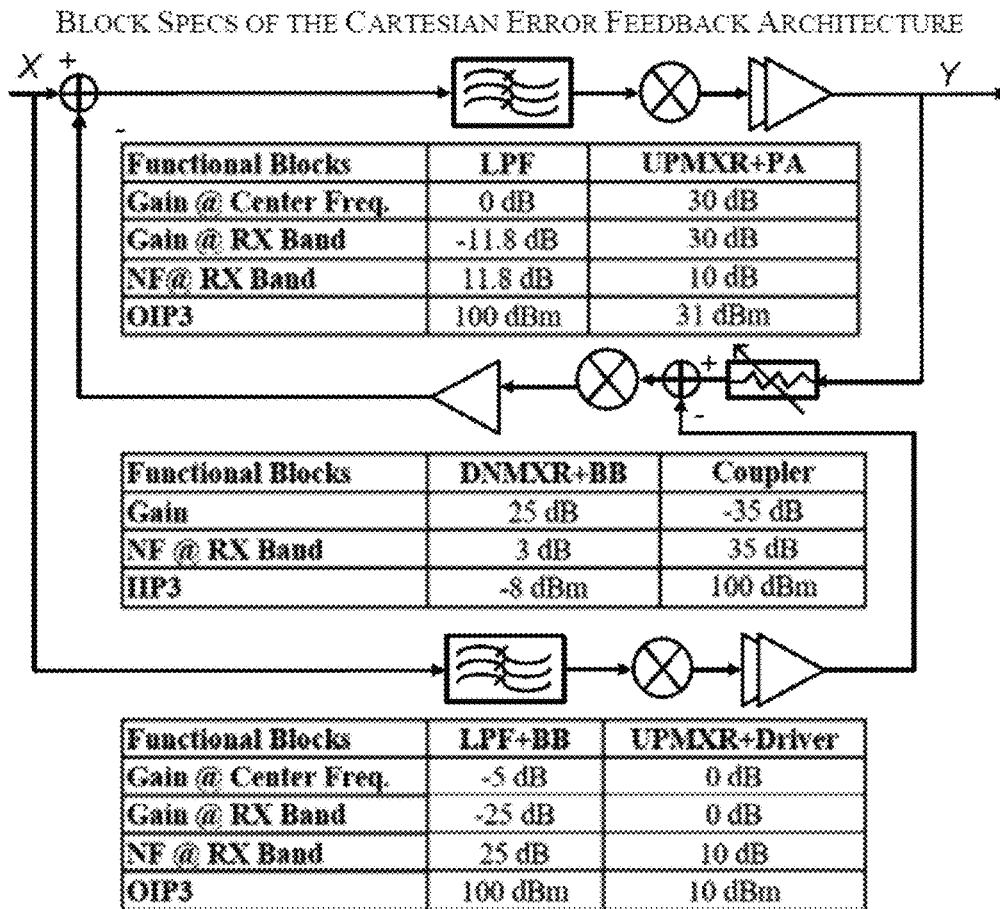 BLOCK SPECS OF THE CARTESIAN ERROR FEEDBACK ARCHITECTURE
X + Y
-
Functional Blocks LPF UPMXR+PA
Gain @ Center Freq. 0 dB 30 dB
Gain @ RX Band -11.8 dB 30 dB
NF@ RX Band 11.8 dB 10 dB
OIP3 100 dBm 31 dBm
+
-
Functional Blocks DNMXR+BB Coupler
Gain 25 dB -35 dB
NF @ RX Band 3 dB 35 dB
IIP3 -8 dBm 100 dBm
Functional Blocks LPF+BB UPMXR+Driver
Gain @ Center Freq. -5 dB 0 dB
Gain @ RX Band -25 dB 0 dB
NF @ RX Band 25 dB 10 dB
OIP3 100 dBm 10 dBm